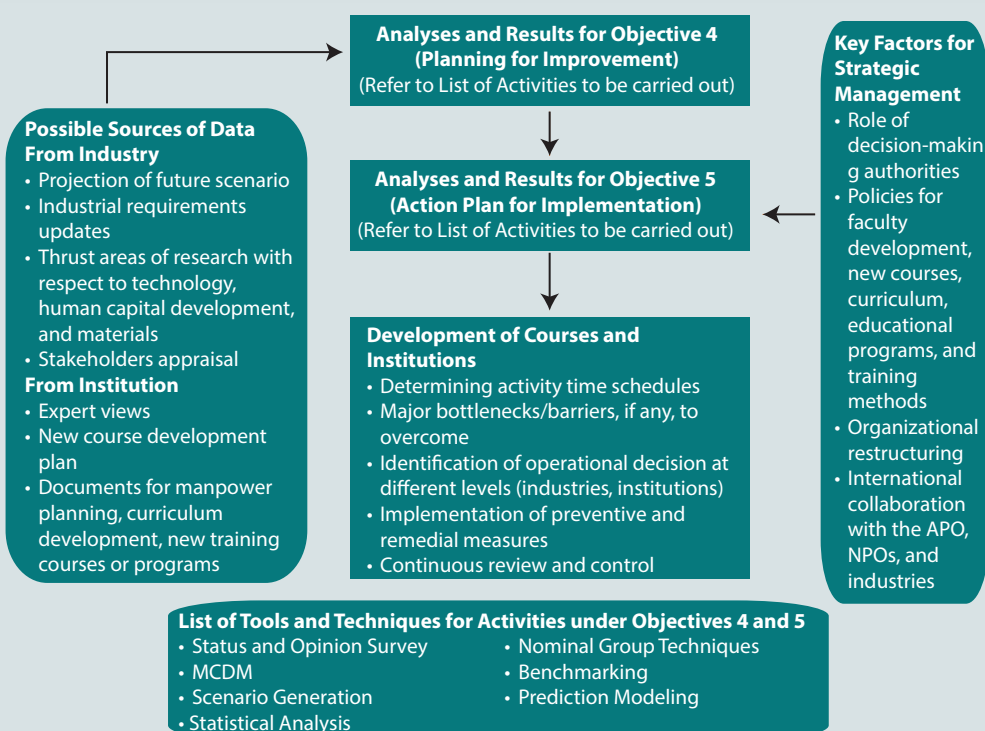 Analyses and Results for Objective 4
(Planning for Improvement)
(Refer to List of Activities to be carried out)
Possible Sources of Data
From Industry
• Projection of future scenario
• Industrial requirements
updates
• Thrust areas of research with
respect to technology,
human capital development,
and materials
• Stakeholders appraisal
From Institution
• Expert views
• New course development
plan
• Documents for manpower
planning, curriculum
development, new training
courses or programs
Analyses and Results for Objective 5
(Action Plan for Implementation)
(Refer to List of Activities to be carried out)
Development of Courses and
Institutions
• Determining activity time schedules
• Major bottlenecks/barriers, if any, to
overcome
• Identification of operational decision at
different levels (industries, institutions)
• Implementation of preventive and
remedial measures
• Continuous review and control
Key Factors for
Strategic
Management
• Role of
decision-makin
g authorities
• Policies for
faculty
development,
new courses,
curriculum,
educational
programs, and
training
methods
• Organizational
restructuring
• International
collaboration
with the APO,
NPOs, and
industries
List of Tools and Techniques for Activities under Objectives 4 and 5
• Status and Opinion Survey
• MCDM
• Scenario Generation
• Statistical Analysis
• Nominal Group Techniques
• Benchmarking
• Prediction Modeling